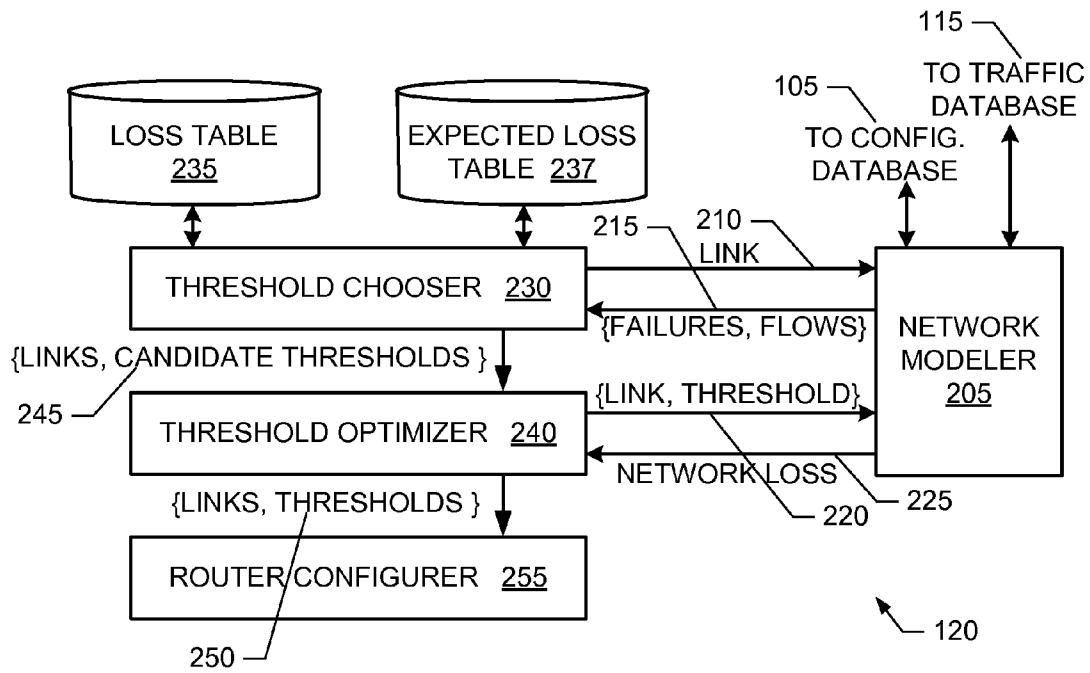 115
TO TRAFFIC
DATABASE
105
TO CONFIG.
DATABASE
LOSS TABLE
235
EXPECTED LOSS
TABLE 237
215
210
LINK
THRESHOLD CHOOSER 230
{FAILURES, FLOWS}
NETWORK
MODELER
205
{LINKS, CANDIDATE THRESHOLDS }
245
{LINK, THRESHOLD}
THRESHOLD OPTIMIZER 240
NETWORK LOSS
225
{LINKS, THRESHOLDS }
220
ROUTER CONFIGURER 255
250
120